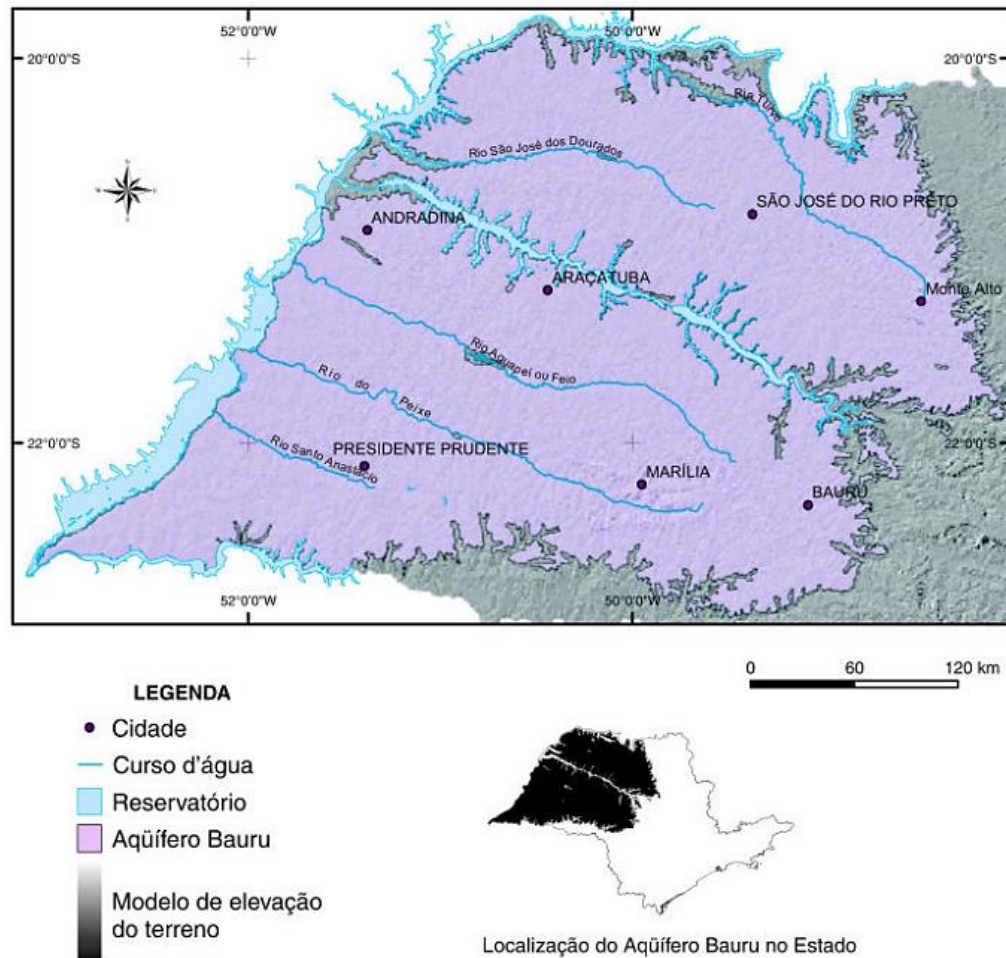 52°0'0"W
50°0'0"W
20°0'0"S
20°0'0"S
Rio Turvo
Rio São José dos Dourados
SÃO JOSÉ DO RIO PRETO
ANDRADINA
ARAÇATUBA
Monte Alto
Rio Aguapeí ou Feio
Rio do Peixe
22°0'0"S
22°0'0"S
PRESIDENTE PRUDENTE
Rio Santo Anastácio
MARÍLIA
BAURU
52°0'0"W
50°0'0"W
0 60 120 km
LEGENDA
Cidade
Curso d'água
Reservatório
Aqüífero Bauru
Modelo de elevação
do terreno
Localização do Aqüífero Bauru no Estado